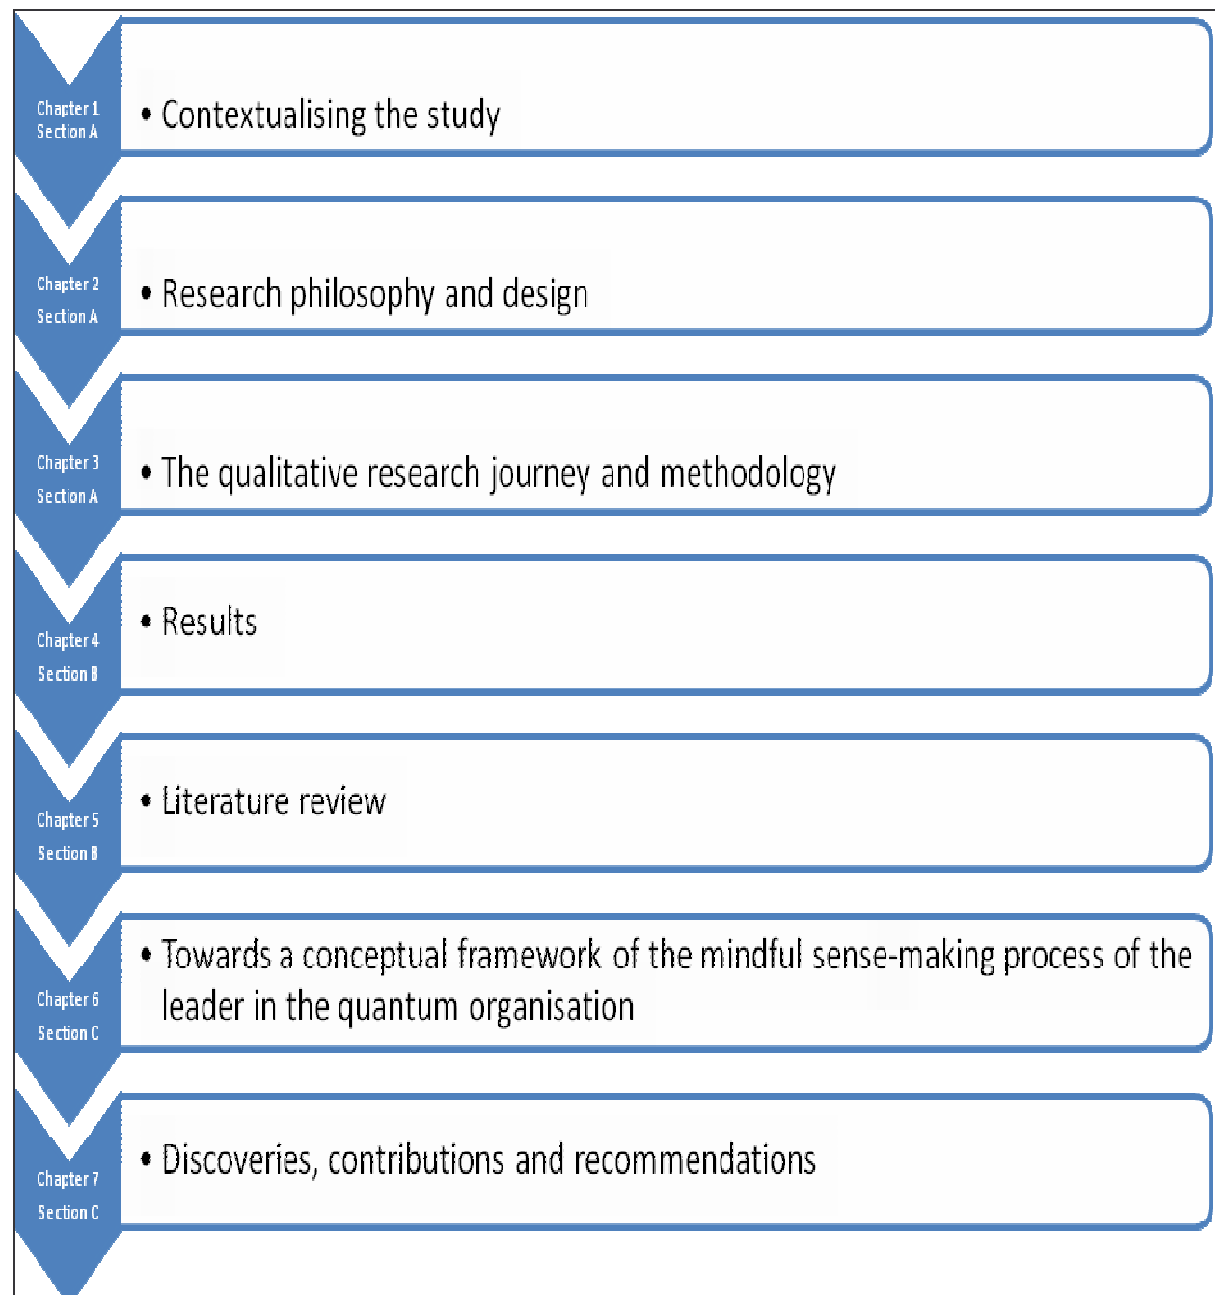 Chapter 1
Section A
• Contextualising the study
Chapter 2
Section A
• Research philosophy and design
Chapter 3
Section A
• The qualitative research journey and methodology
Chapter 4
Section B
• Results
Chapter 5
Section B
• Literature review
Chapter 6
Section C
• Towards a conceptual framework of the mindful sense-making process of the
leader in the quantum organisation
Chapter 7
Section C
• Discoveries, contributions and recommendations